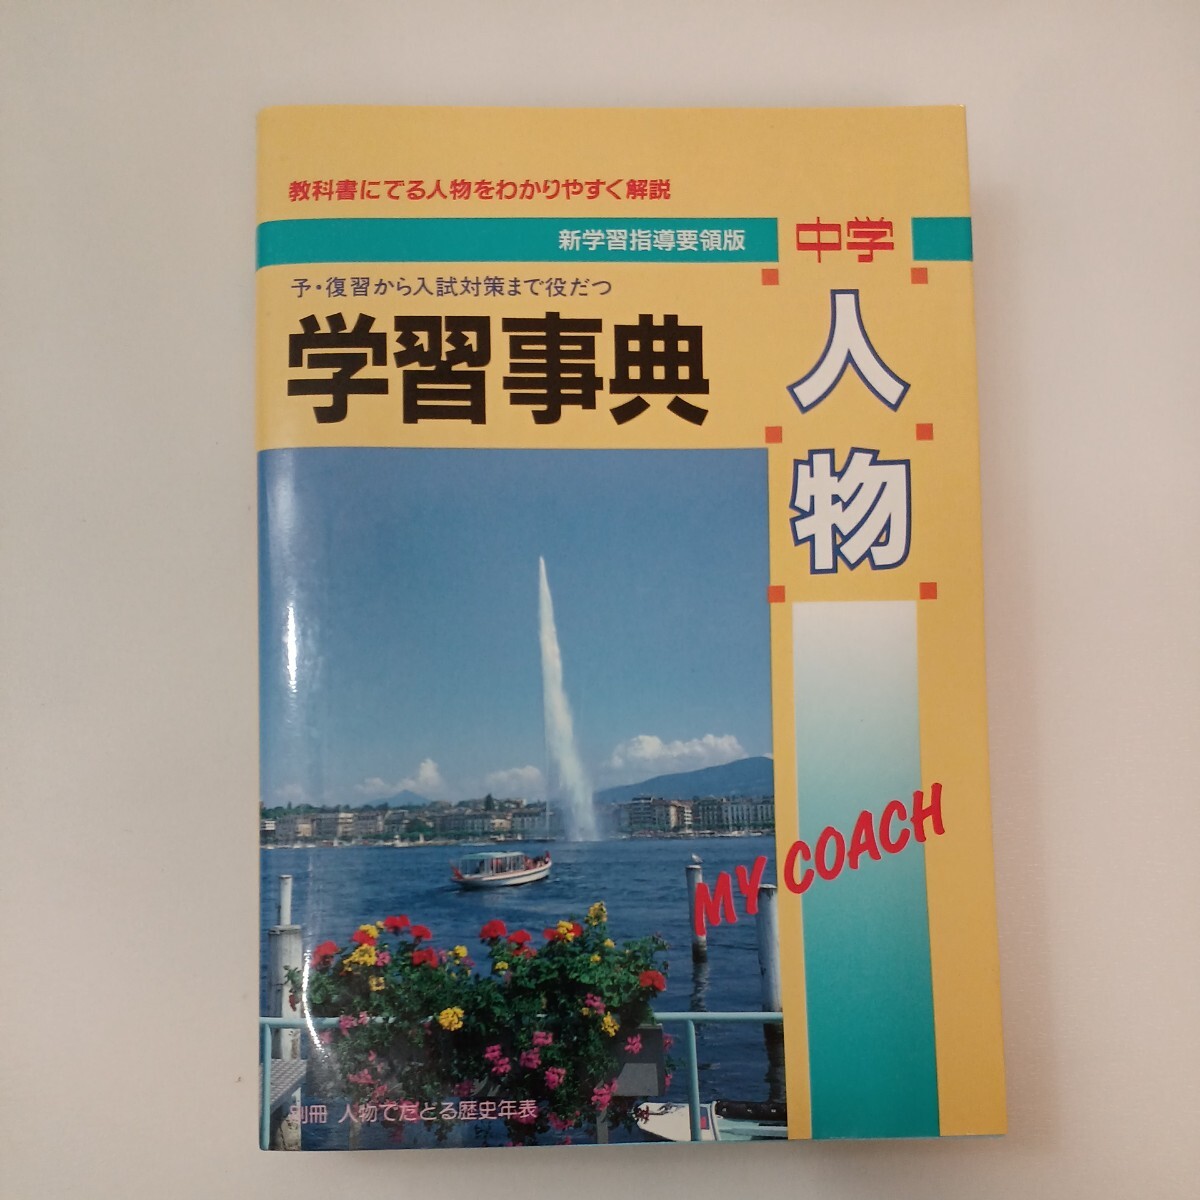 教科書にでる人物をわかりやすく解説
新学習指導要領版
中学
予・復習から入試対策まで役だつ
学習事典
人物
MY COACH
別冊 人物でたどる歴史年表